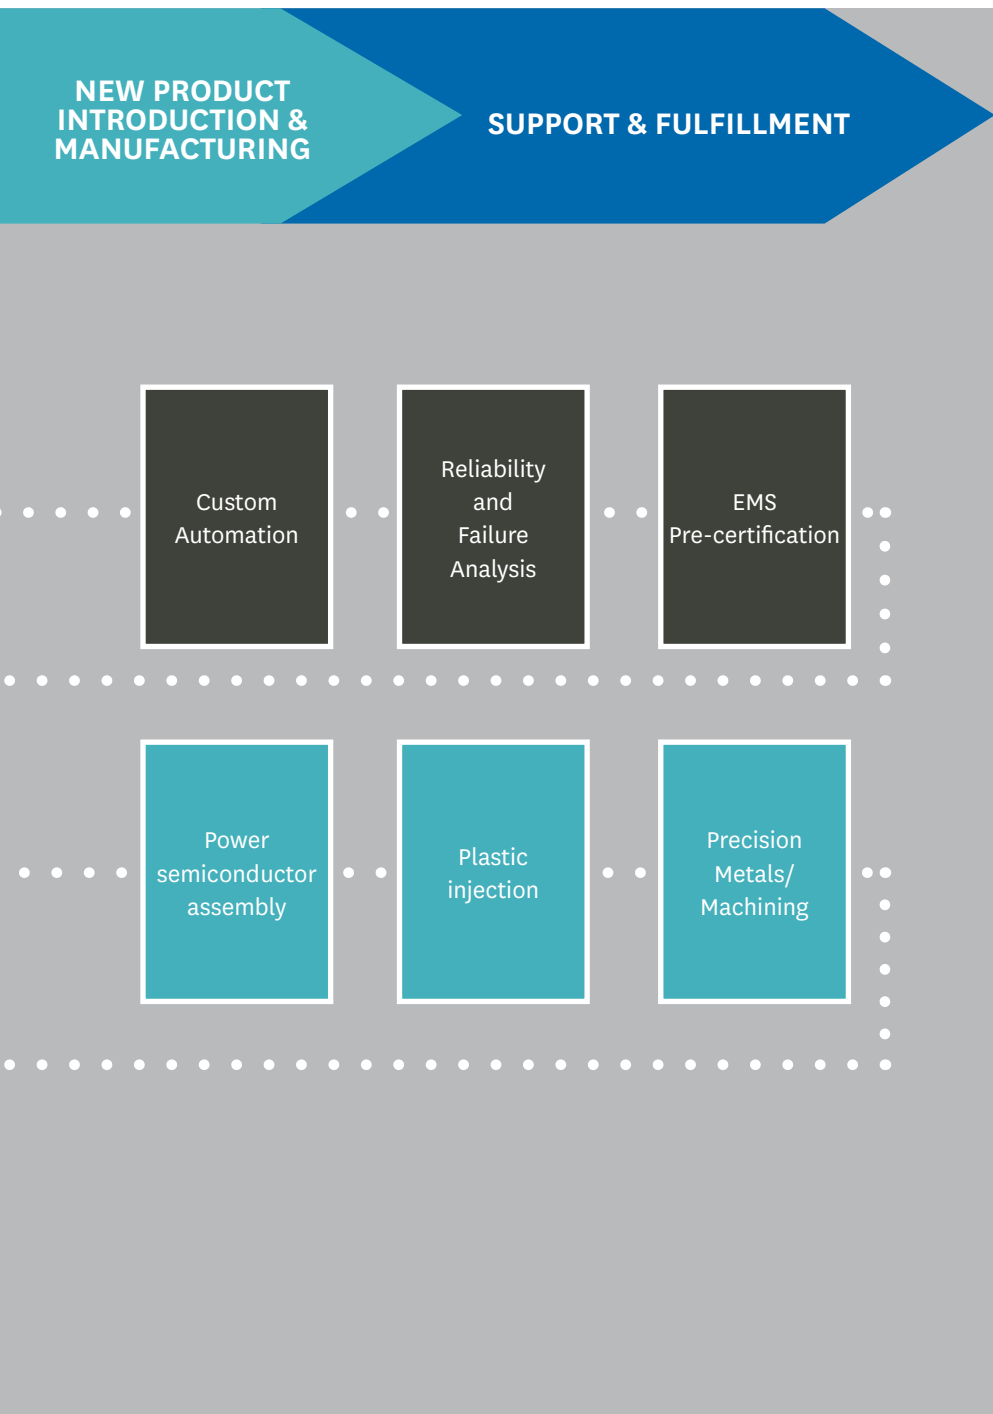 NEW PRODUCT
INTRODUCTION &
MANUFACTURING
SUPPORT & FULFILLMENT
Custom
Automation
Reliability
and
Failure
Analysis
EMS
Pre-certification
Power
semiconductor
assembly
Plastic
injection
Precision
Metals/
Machining